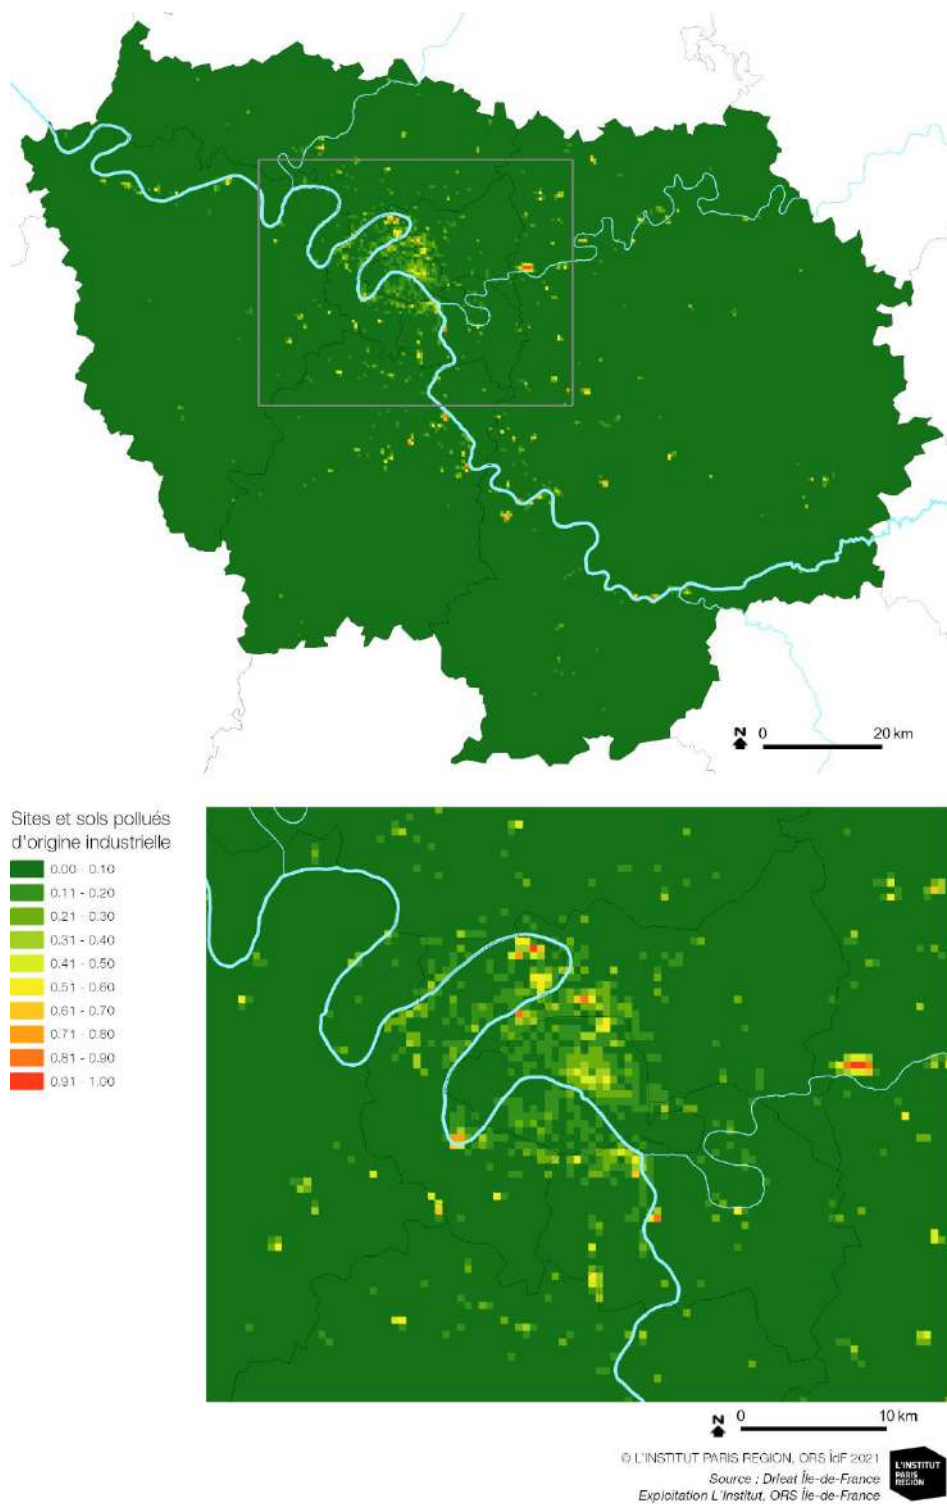 N 0 20 km
Sites et sols pollués
d'origine industrielle
0.00 - 0.10
0.11 - 0.20
0.21 - 0.30
0.31 - 0.40
0.41 - 0.50
0.51 - 0.60
0.61 - 0.70
0.71 - 0.80
0.81 - 0.90
0.91 - 1.00
N 0 10 km
© L'INSTITUT PARIS REGION, ORS ÎdF 2021
Source : Drieat Île-de-France
Exploitation L'Institut, ORS Île-de-France
L'INSTITUT
PARIS
REGION